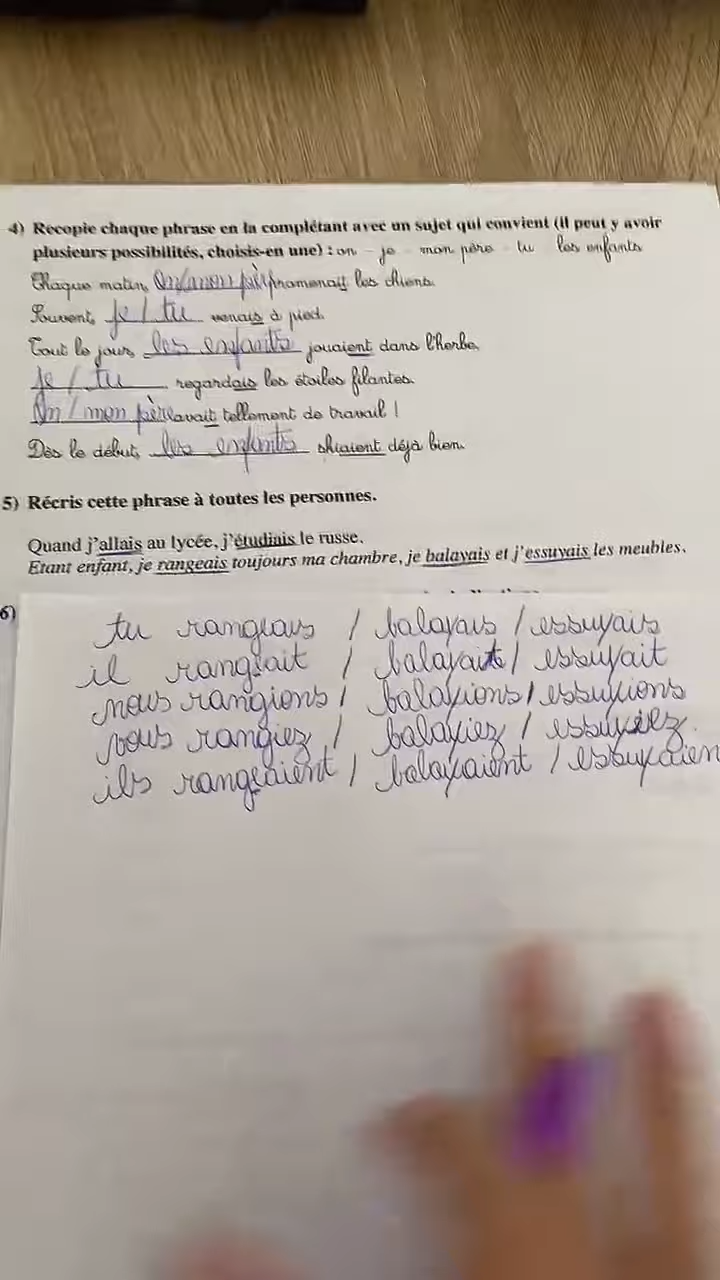 4) Recopie chaque phrase en la complétant avec un sujet qui convient (il peut y avoir
plusieurs possibilités, choisis-en une) : on - je - mon père - tu les enfants
Chaque matin, On/mon père promenait les chiens.
Souvent, je / tu venais à pied.
Tout le jour, les enfants jouaient dans l'herbe.
Je / tu regardais les étoiles filantes.
On / mon père avait tellement de travail !
Dès le début, les enfants skiaient déjà bien.
5) Récris cette phrase à toutes les personnes.
Quand j'allais au lycée, j'étudiais le russe.
Etant enfant, je rangeais toujours ma chambre, je balayais et j'essuyais les meubles.
6)
tu rangeais / balayais / essuyais
il rangeait / balayait / essuyait
nous rangions / balayions / essuyions
vous rangiez / balayiez / essuyiez.
ils rangeaient / balayaient / essuyaien